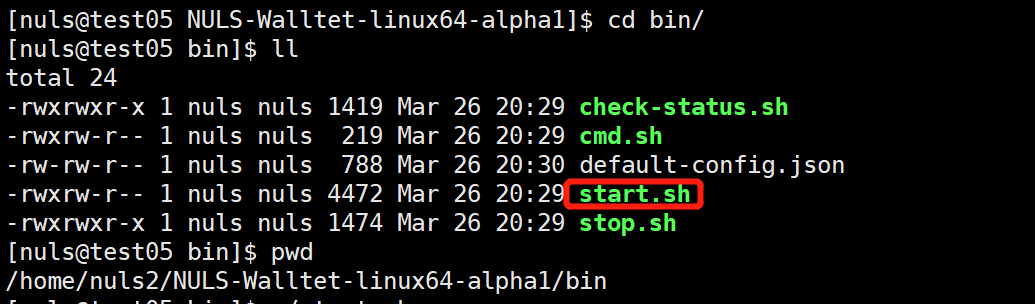 [nuls@test05 NULS-Walltet-linux64-alpha1]$ cd bin/
[nuls@test05 bin]$ ll
total 24
-rwxrwxr-x 1 nuls nuls 1419 Mar 26 20:29 check-status.sh
-rwxrw-r-- 1 nuls nuls  219 Mar 26 20:29 cmd.sh
-rw-rw-r-- 1 nuls nuls  788 Mar 26 20:30 default-config.json
-rwxrw-r-- 1 nuls nuls 4472 Mar 26 20:29 start.sh
-rwxrwxr-x 1 nuls nuls 1474 Mar 26 20:29 stop.sh
[nuls@test05 bin]$ pwd
/home/nuls2/NULS-Walltet-linux64-alpha1/bin